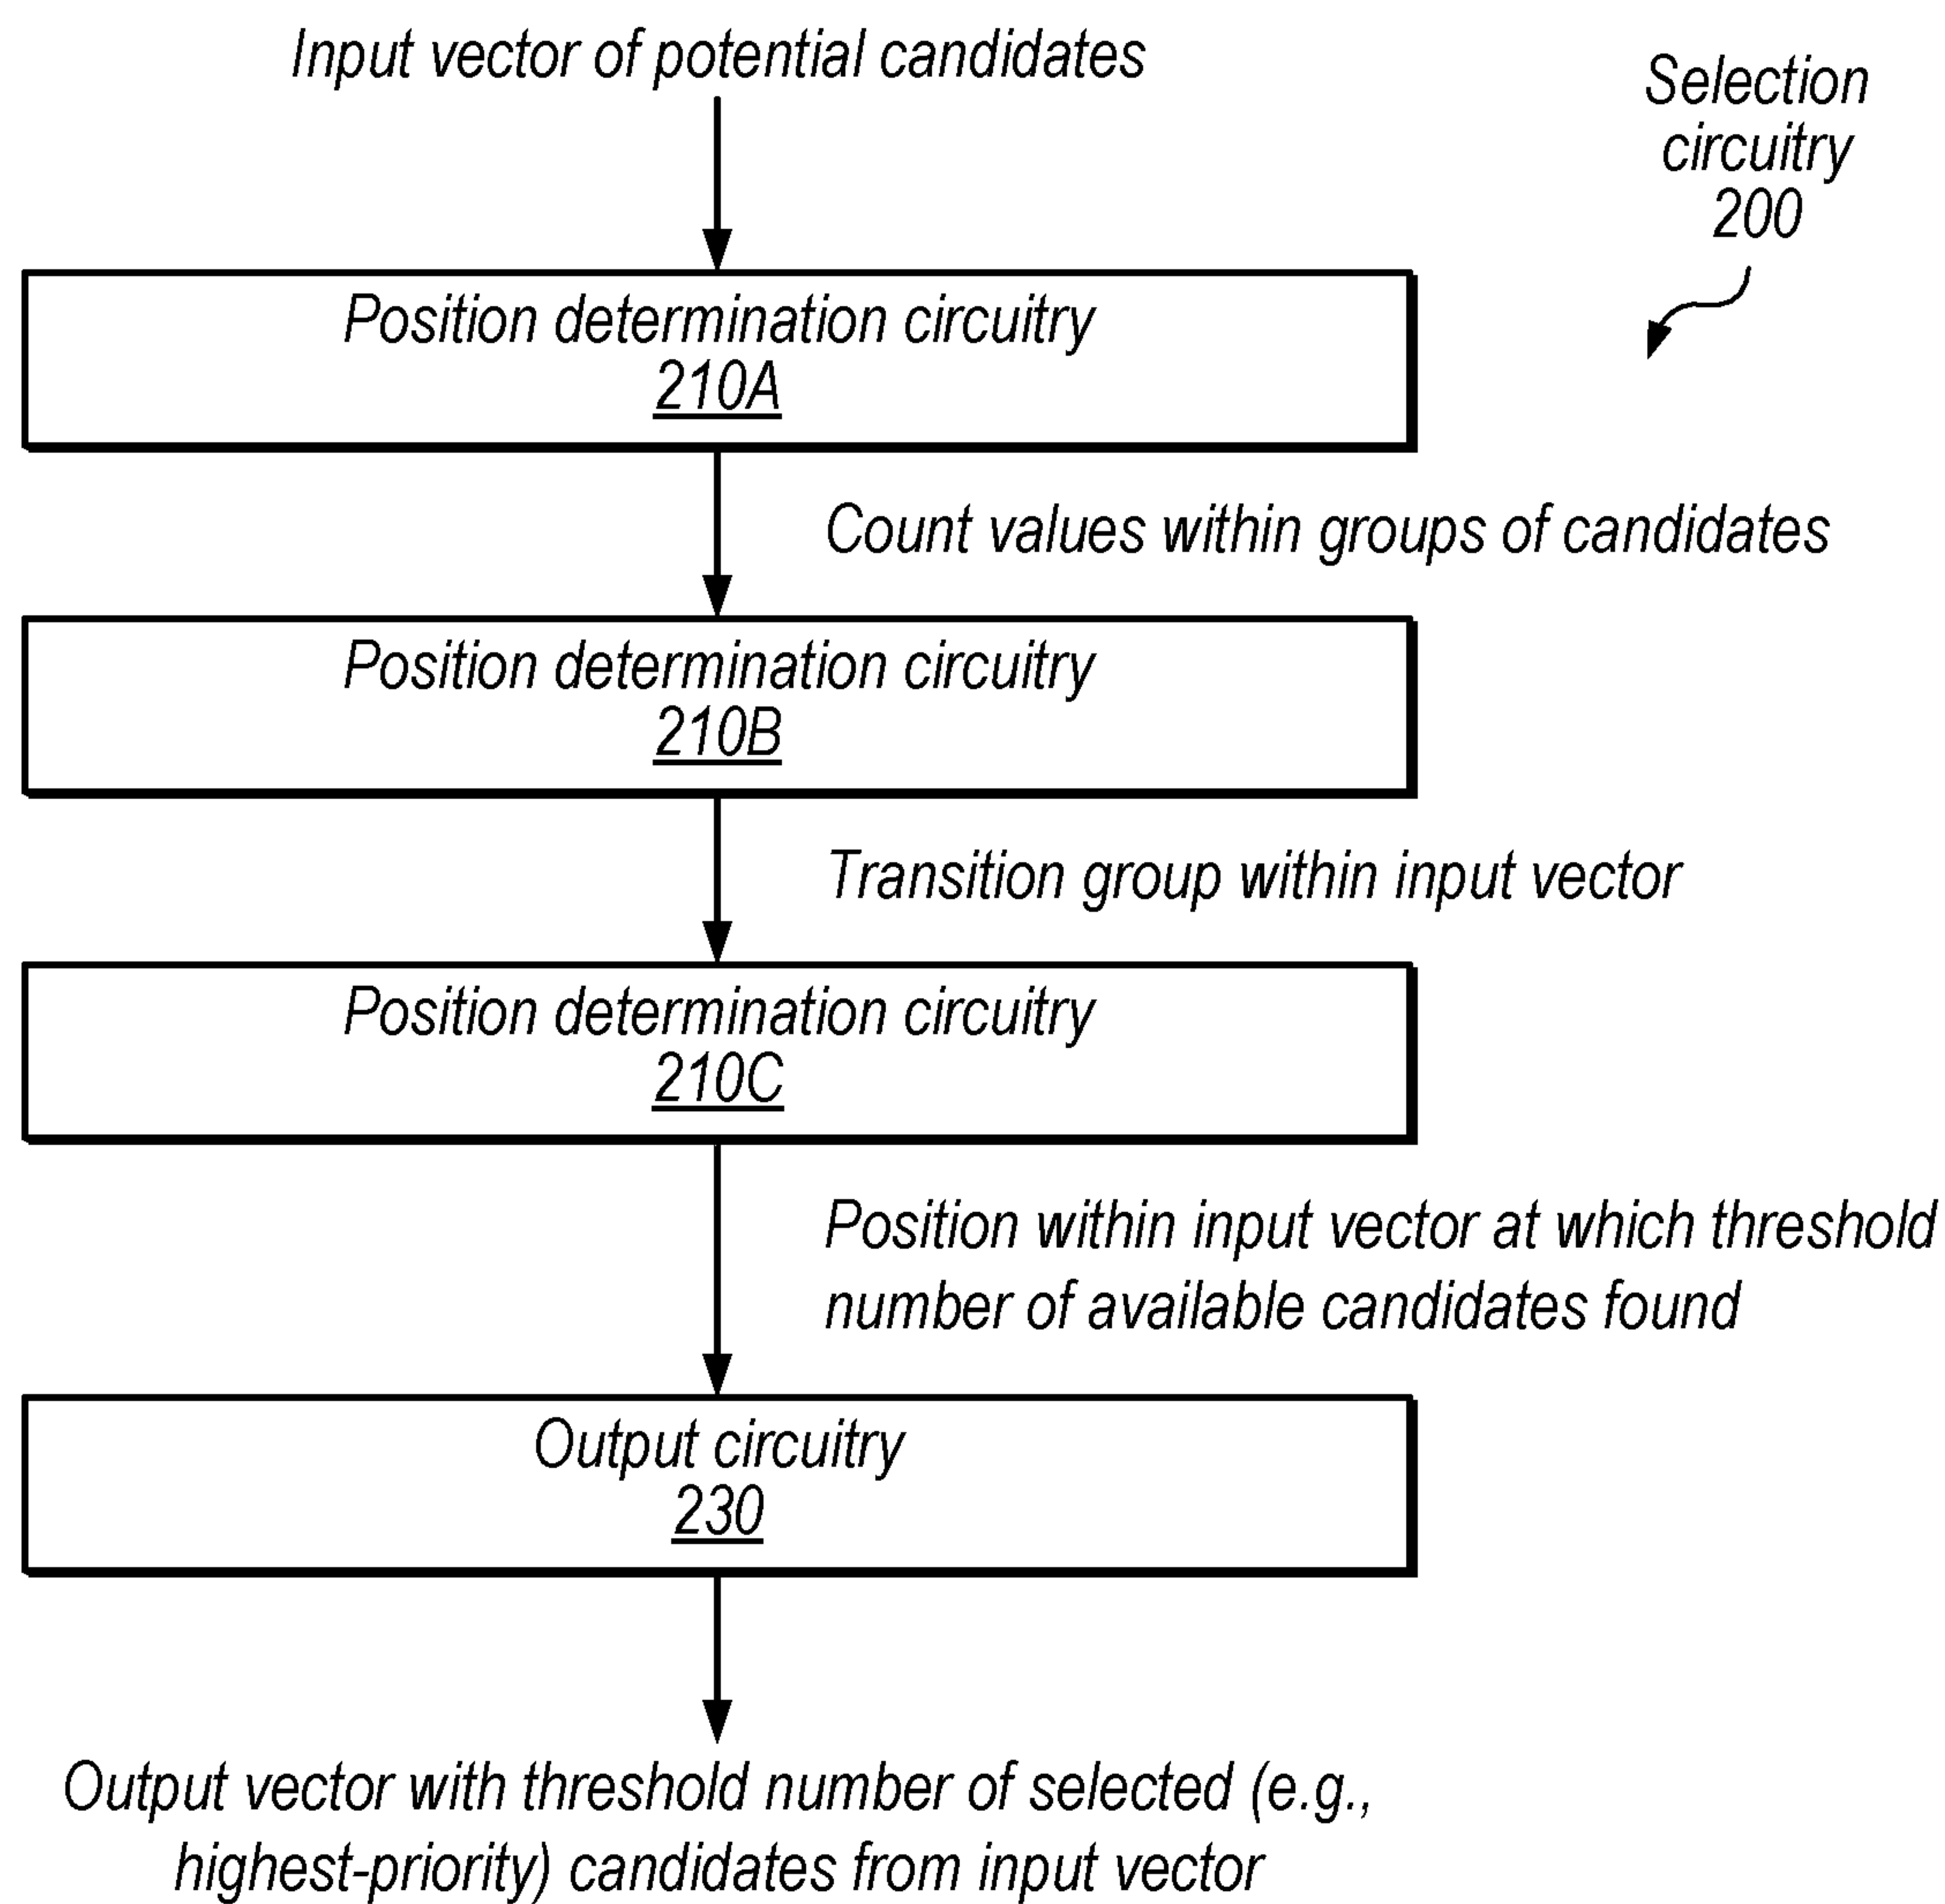 Input vector of potential candidates
Selection
circuitry
200
Position determination circuitry
210A
Count values within groups of candidates
Position determination circuitry
210B
Transition group within input vector
Position determination circuitry
210C
Position within input vector at which threshold
number of available candidates found
Output circuitry
230
Output vector with threshold number of selected (e.g.,
highest-priority) candidates from input vector